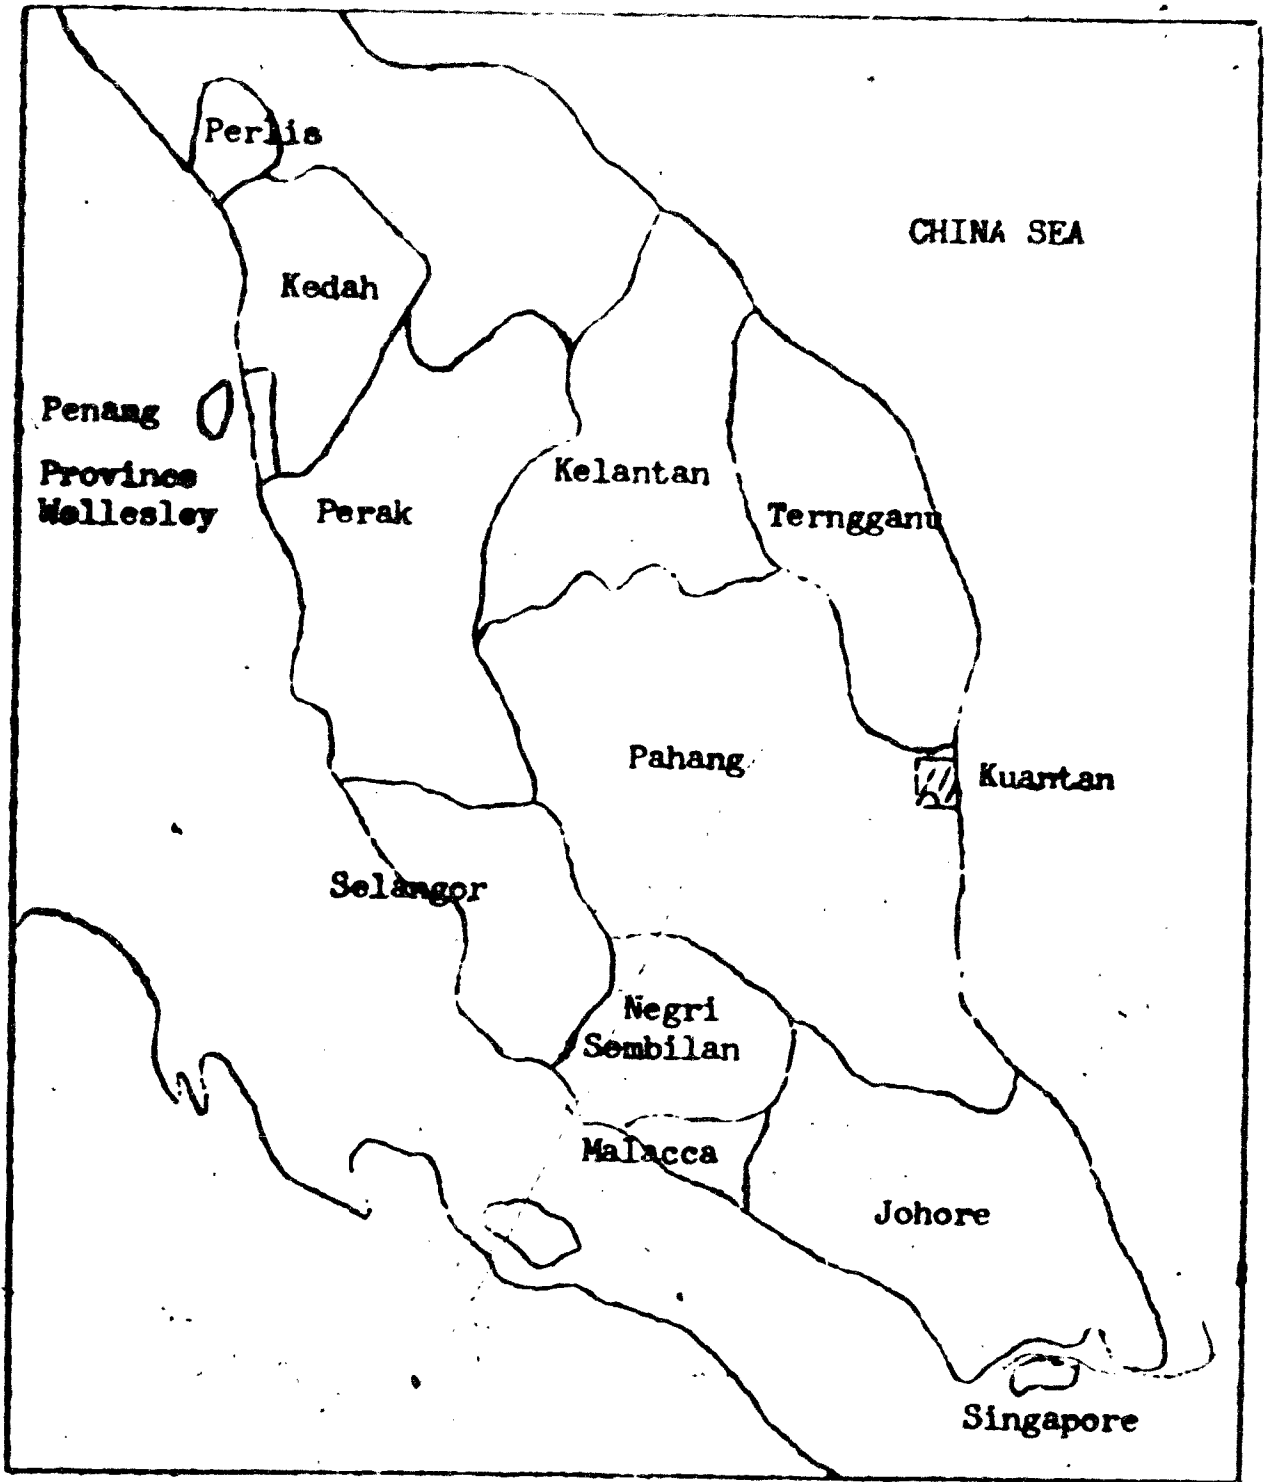 Perlis
CHINA SEA
Kedah
Penang
Province
Wellesley
Perak
Kelantan
Terngganu
Pahang
Kuantan
Selangor
Negri
Sembilan
Malacca
Johore
Singapore